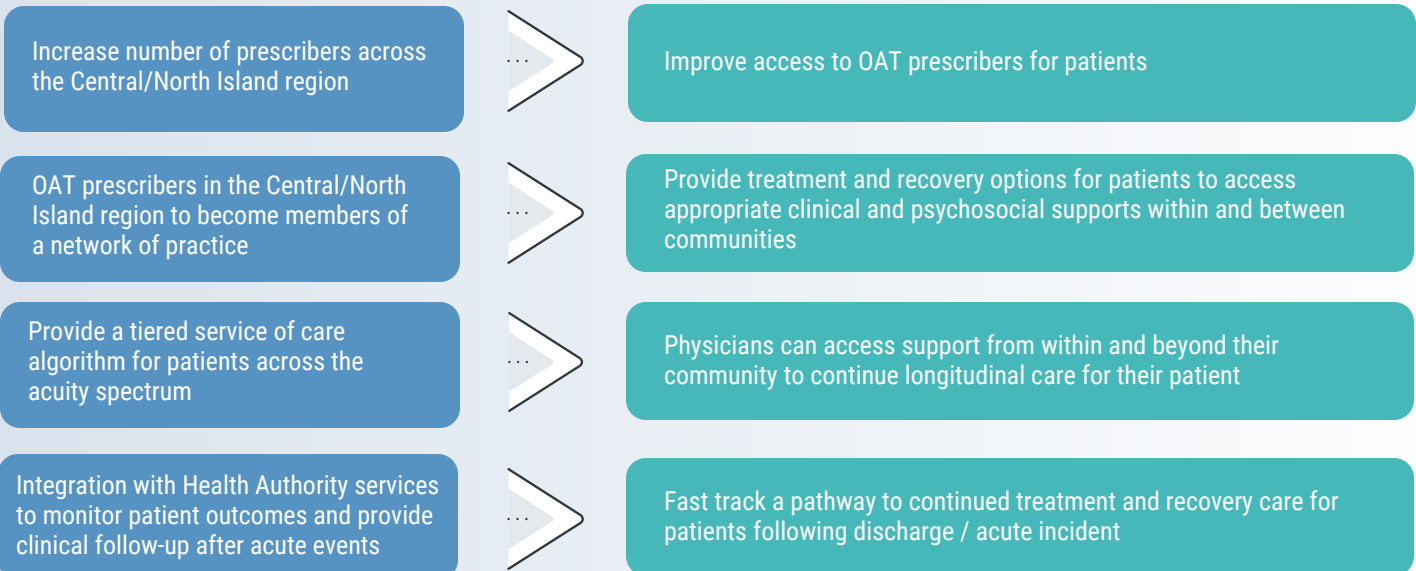 Increase number of prescribers across
the Central/North Island region
...
Improve access to OAT prescribers for patients
OAT prescribers in the Central/North
Island region to become members of
a network of practice
...
Provide treatment and recovery options for patients to access
appropriate clinical and psychosocial supports within and between
communities
Provide a tiered service of care
algorithm for patients across the
acuity spectrum
...
Physicians can access support from within and beyond their
community to continue longitudinal care for their patient
Integration with Health Authority services
to monitor patient outcomes and provide
clinical follow-up after acute events
...
Fast track a pathway to continued treatment and recovery care for
patients following discharge / acute incident